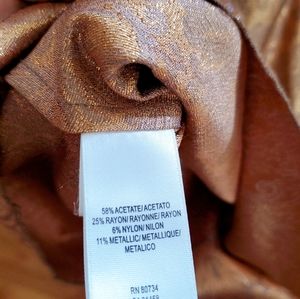 58% ACETATE/ACETATO
25% RAYON/RAYONNE/RAYON
6% NYLON/NILON
11% METALLIC/METALLIQUE/
METALICO
RN 80734